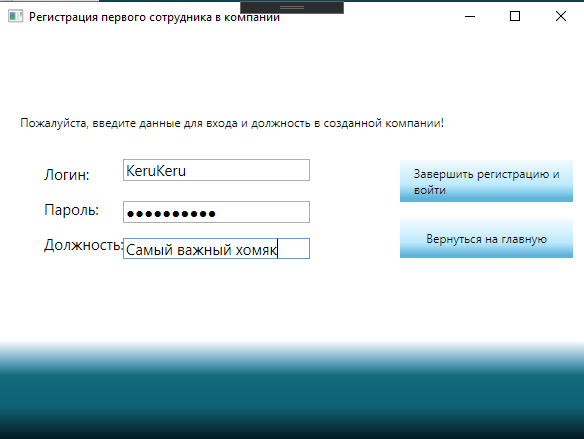 Регистрация первого сотрудника в компании
Пожалуйста, введите данные для входа и должность в созданной компании!
Логин: KeruKeru
Завершить регистрацию и
войти
Пароль: ●●●●●●●●●●
Должность: Самый важный хомяк
Вернуться на главную